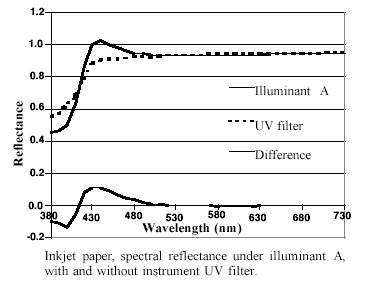 1.2
1.0
0.8
0.6
0.4
0.2
0.0
-0.2
Reflectance
Illuminant A
UV filter
Difference
380 430 480 530 580 630 680 730
Wavelength (nm)
Inkjet paper, spectral reflectance under illuminant A,
with and without instrument UV filter.